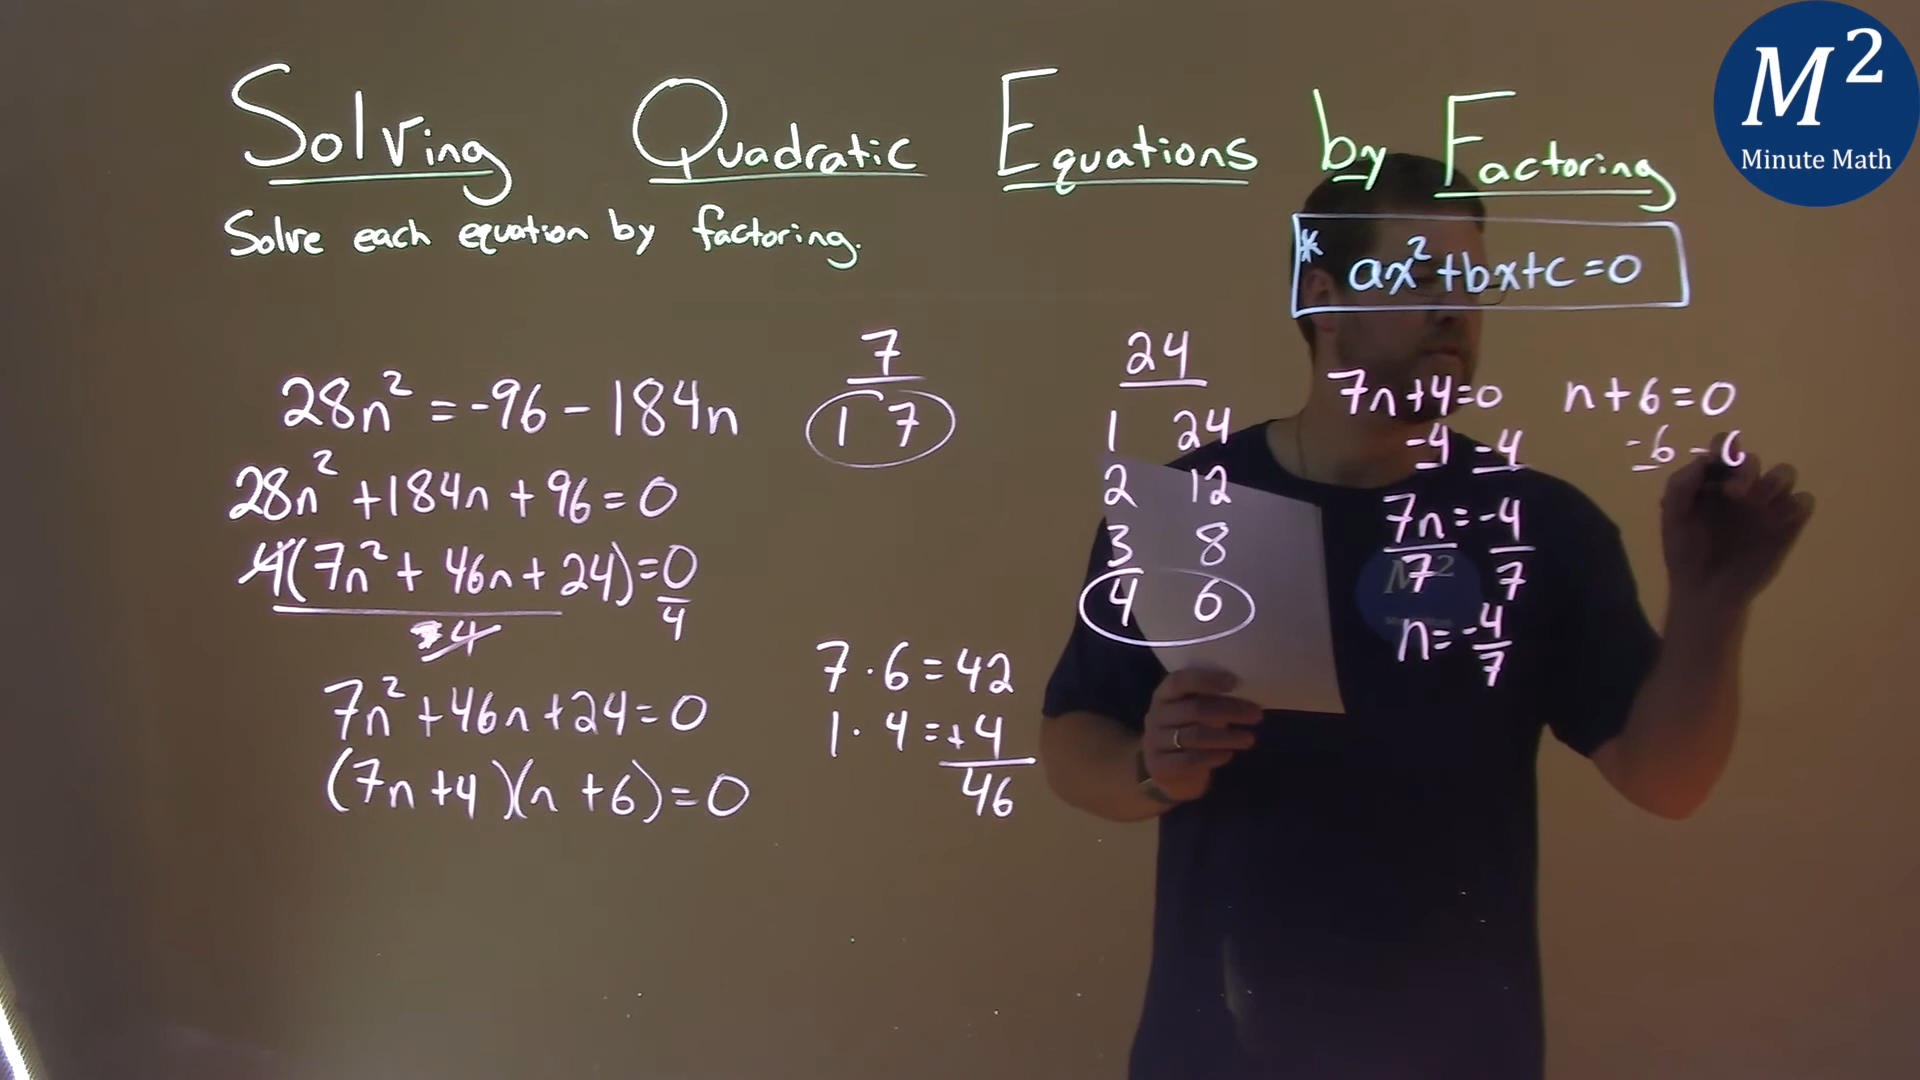 M²
Minute Math
Solving Quadratic Equations by Factoring
Solve each equation by factoring.
* ax²+bx+c=0
28n² = -96 - 184n
28n² + 184n + 96 = 0
4(7n² + 46n + 24) = 0
4 4
7n² + 46n + 24 = 0
(7n + 4)(n + 6) = 0
7
1 7
7 · 6 = 42
1 · 4 = +4
46
24
1 24
2 12
3 8
4 6
7n + 4 = 0
-4 -4
7n = -4
7 7
n = -4/7
n + 6 = 0
-6 -6
M²